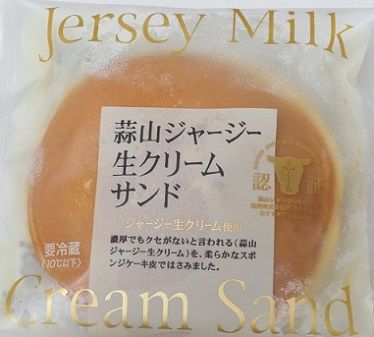 Jersey Milk
蒜山ジャージー
生クリーム
サンド
認 証
ジャージー生クリーム使用
濃厚でもクセがないと言われる《蒜山
ジャージー生クリーム》を、柔らかなスポ
ンジケーキ皮ではさみました。
要冷蔵
〈10℃以下〉
Cream Sand